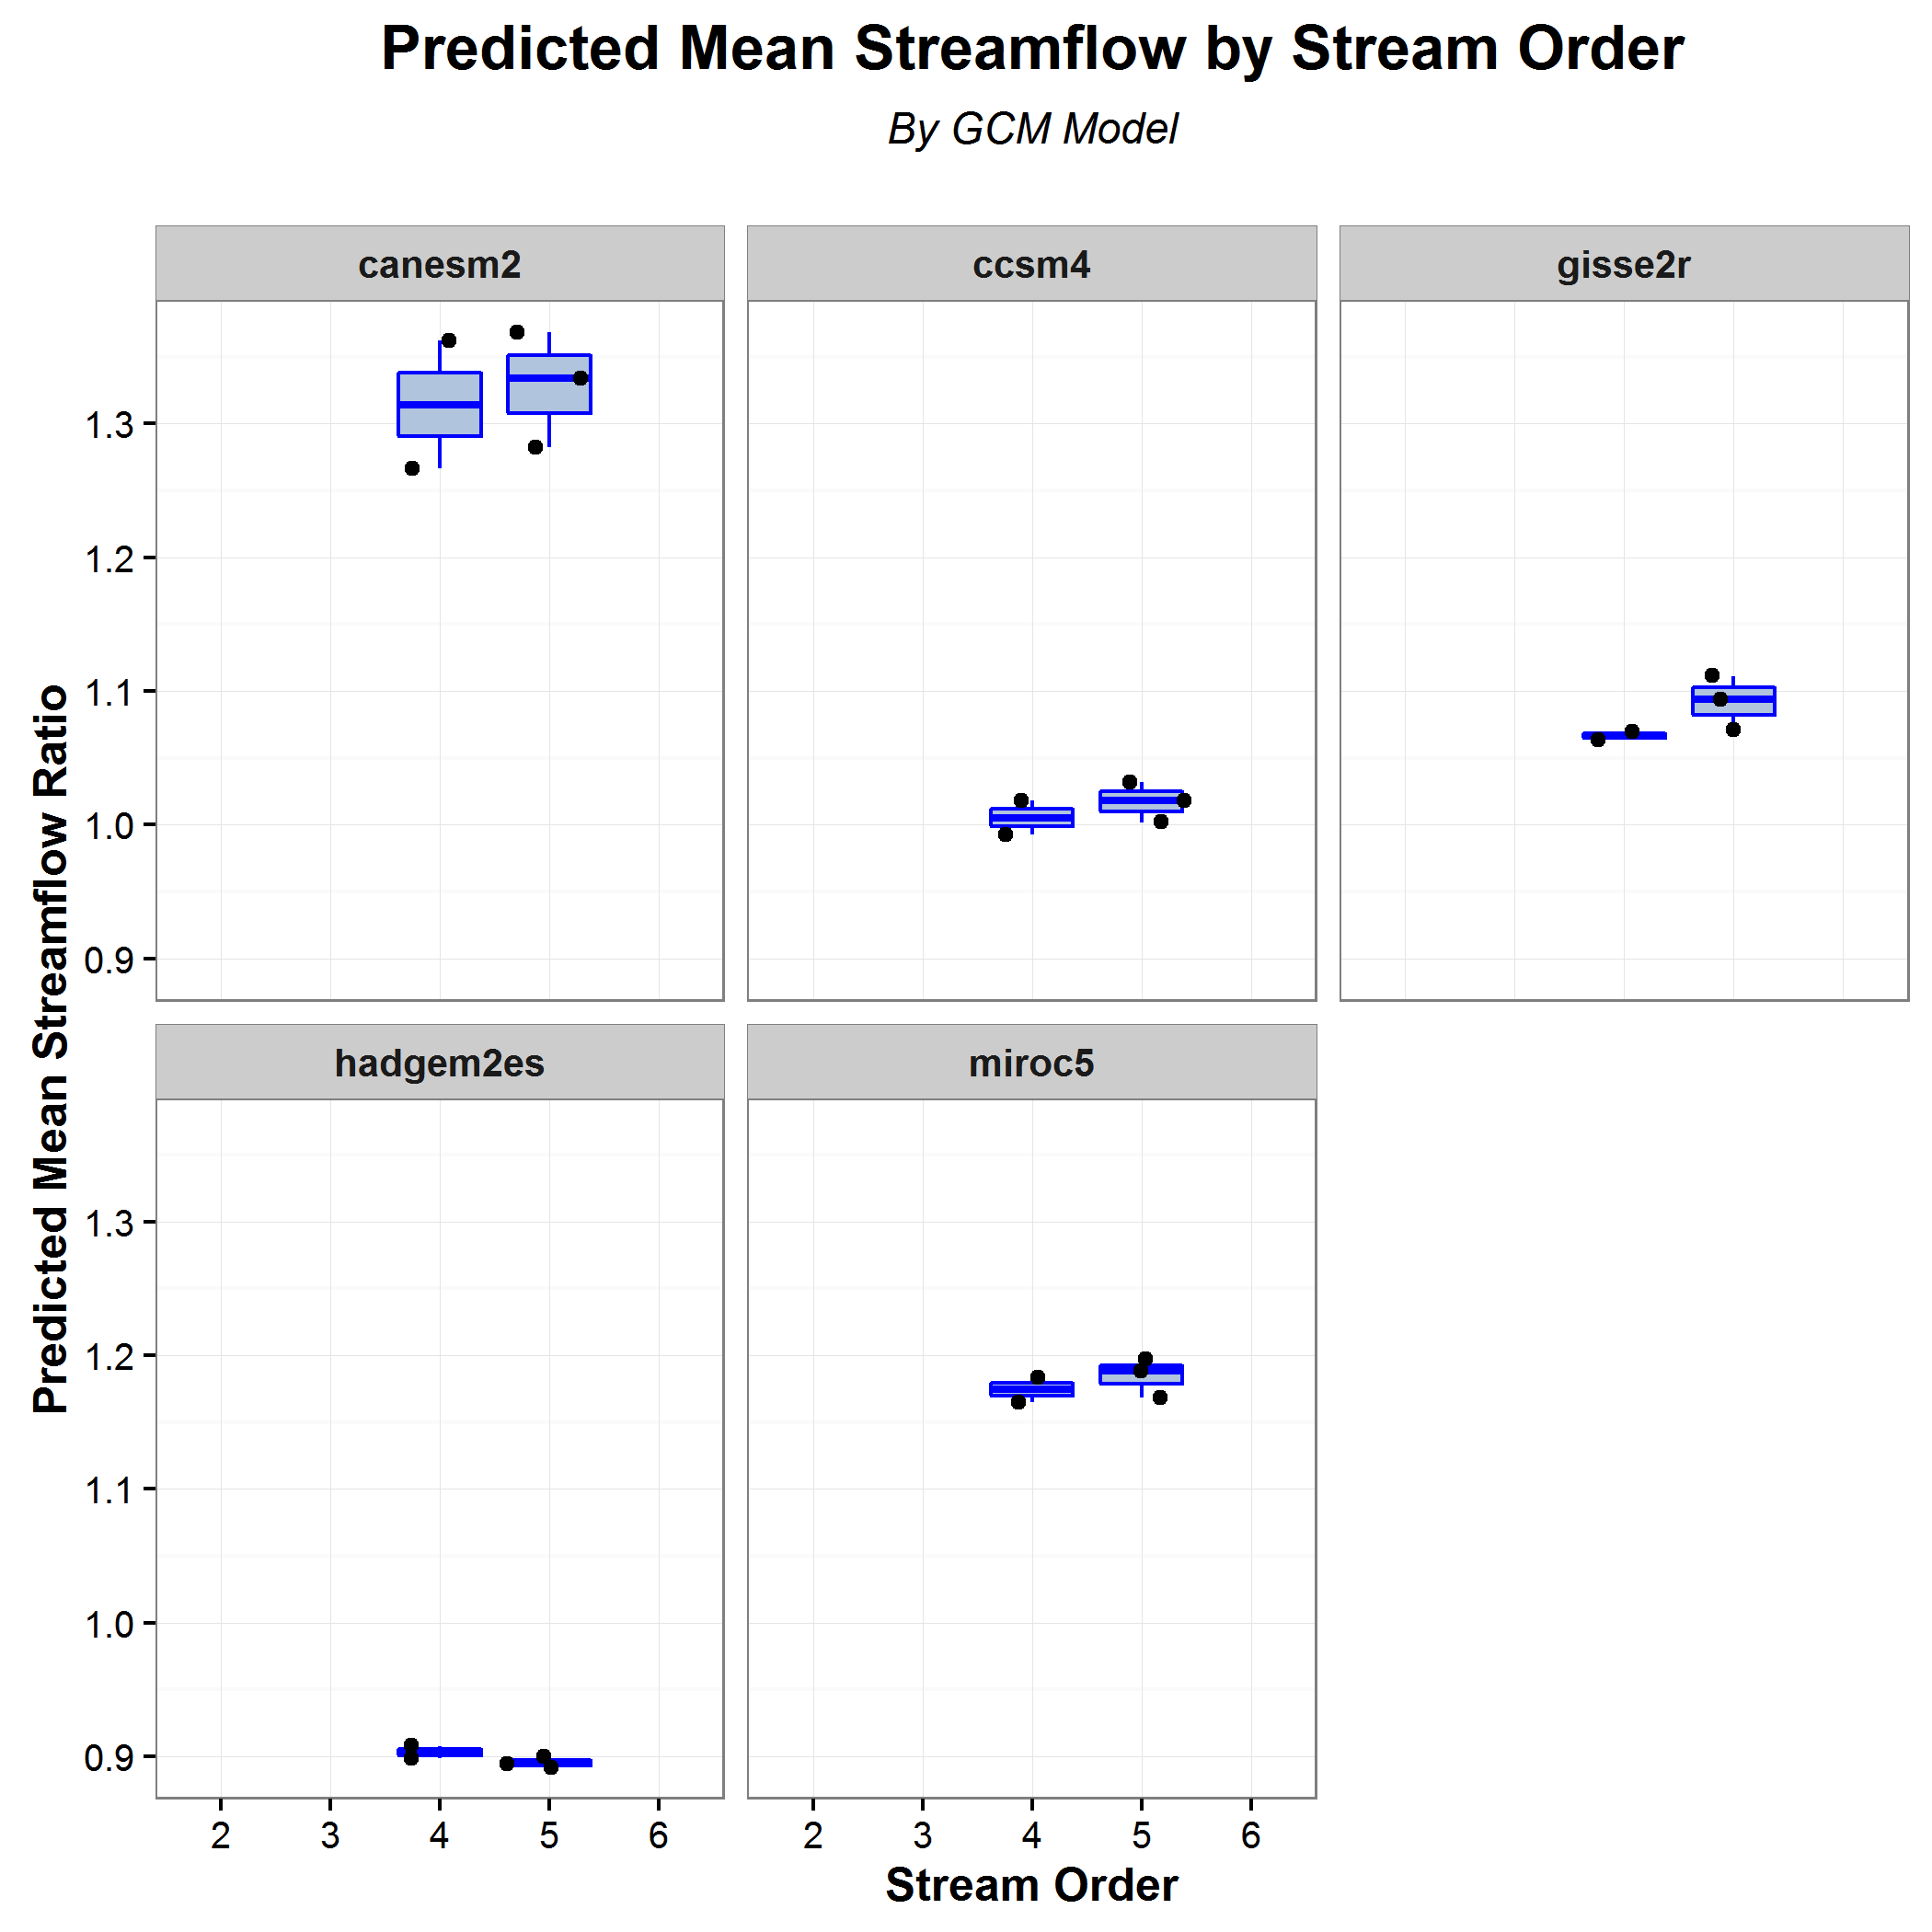 Predicted Mean Streamflow by Stream Order
By GCM Model
canesm2
ccsm4
gisse2r
1.3
1.2
1.1
1.0
0.9
Predicted Mean Streamflow Ratio
hadgem2es
miroc5
1.3
1.2
1.1
1.0
0.9
2 3 4 5 6
2 3 4 5 6
Stream Order